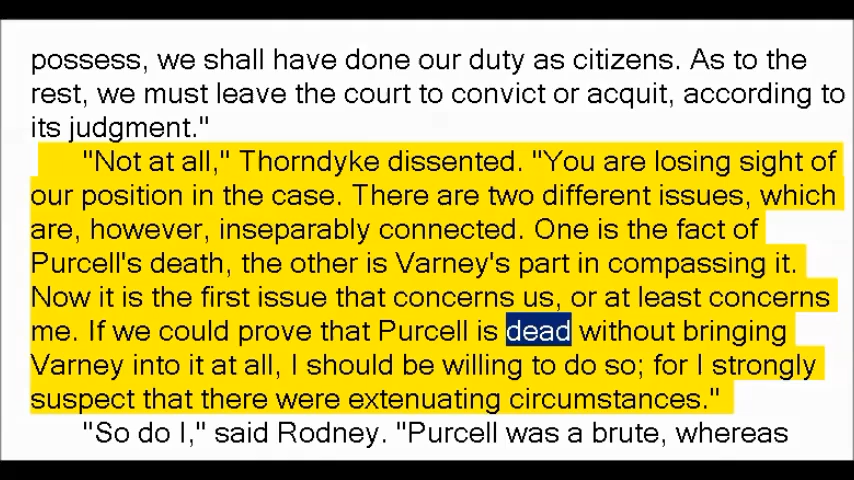 possess, we shall have done our duty as citizens. As to the
rest, we must leave the court to convict or acquit, according to
its judgment."
"Not at all," Thorndyke dissented. "You are losing sight of
our position in the case. There are two different issues, which
are, however, inseparably connected. One is the fact of
Purcell's death, the other is Varney's part in compassing it.
Now it is the first issue that concerns us, or at least concerns
me. If we could prove that Purcell is dead without bringing
Varney into it at all, I should be willing to do so; for I strongly
suspect that there were extenuating circumstances."
"So do I," said Rodney. "Purcell was a brute, whereas